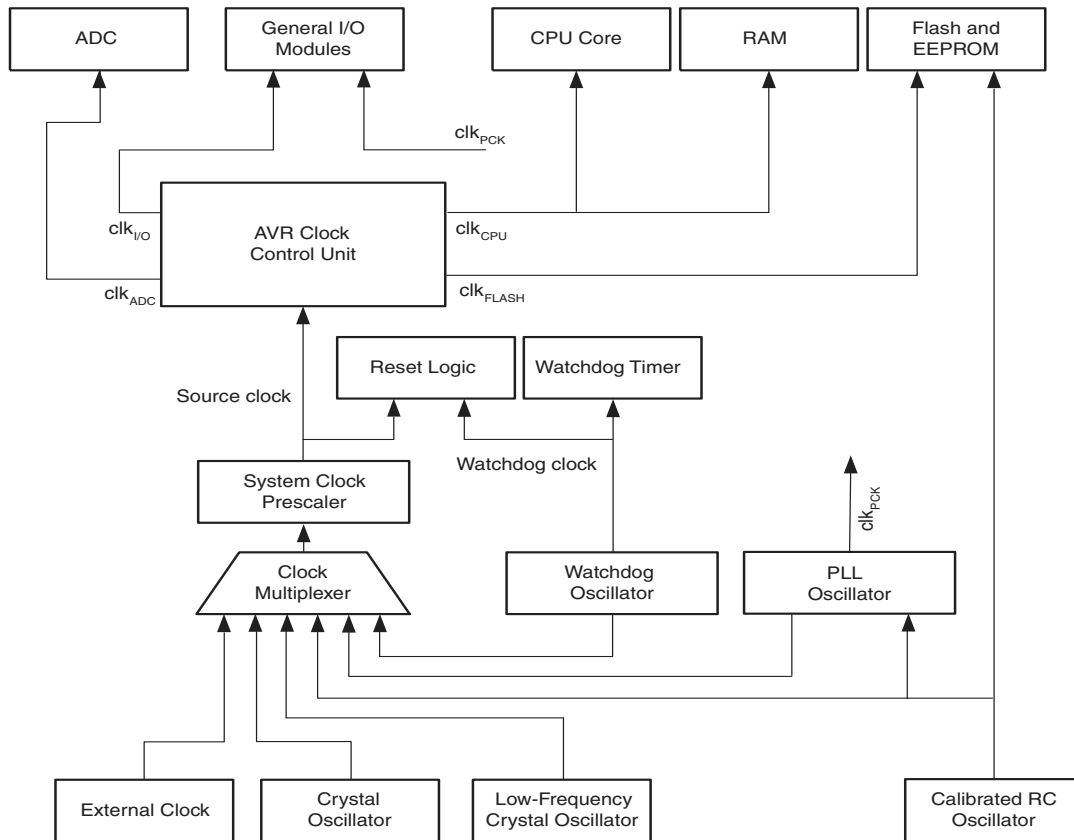 ADC
General I/O
Modules
CPU Core
RAM
Flash and
EEPROM
clkPCK
clkI/O
AVR Clock
Control Unit
clkCPU
clkADC
clkFLASH
Source clock
Reset Logic
Watchdog Timer
Watchdog clock
System Clock
Prescaler
clkPCK
Clock
Multiplexer
Watchdog
Oscillator
PLL
Oscillator
External Clock
Crystal
Oscillator
Low-Frequency
Crystal Oscillator
Calibrated RC
Oscillator